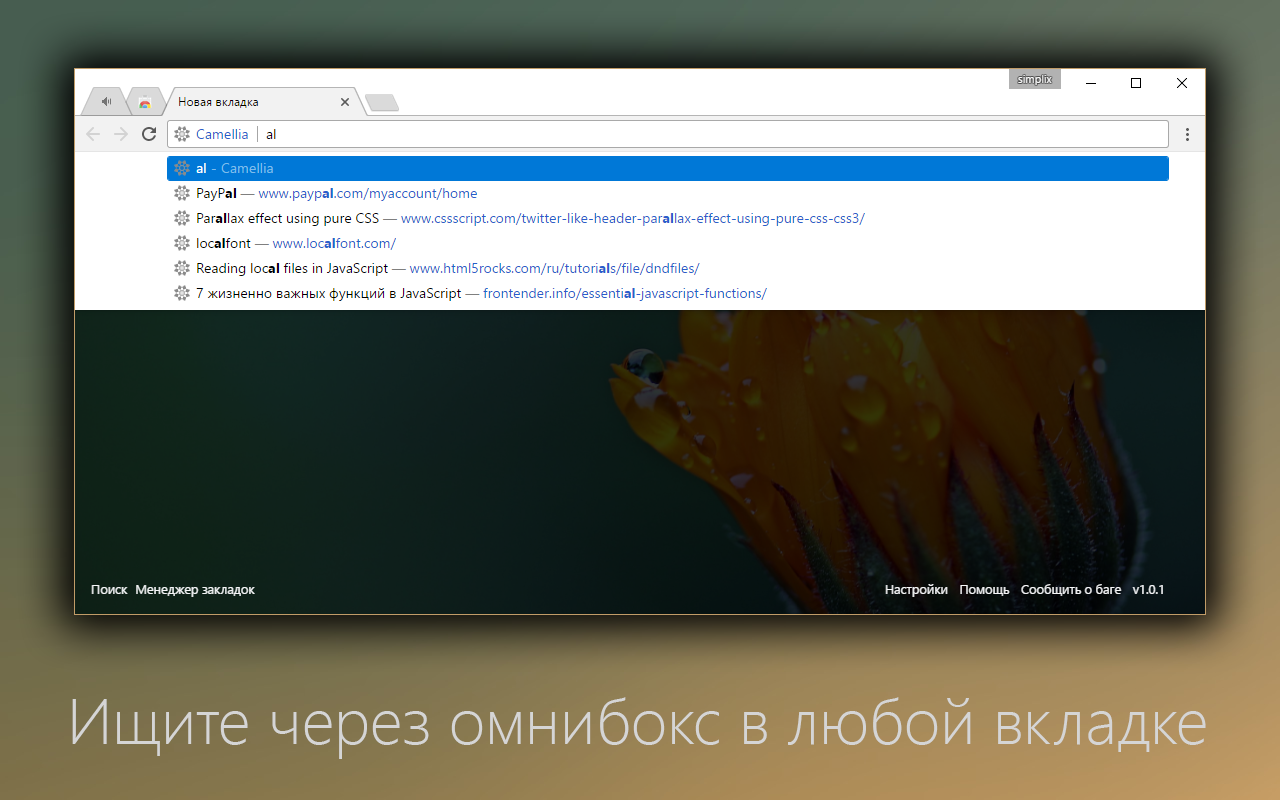 simplix
Новая вкладка
Camellia al
al - Camellia
PayPal — www.paypal.com/myaccount/home
Parallax effect using pure CSS — www.cssscript.com/twitter-like-header-parallax-effect-using-pure-css-css3/
localfont — www.localfont.com/
Reading local files in JavaScript — www.html5rocks.com/ru/tutorials/file/dndfiles/
7 жизненно важных функций в JavaScript — frontender.info/essential-javascript-functions/
Поиск Менеджер закладок Настройки Помощь Сообщить о баге v1.0.1
Ищите через омнибокс в любой вкладке